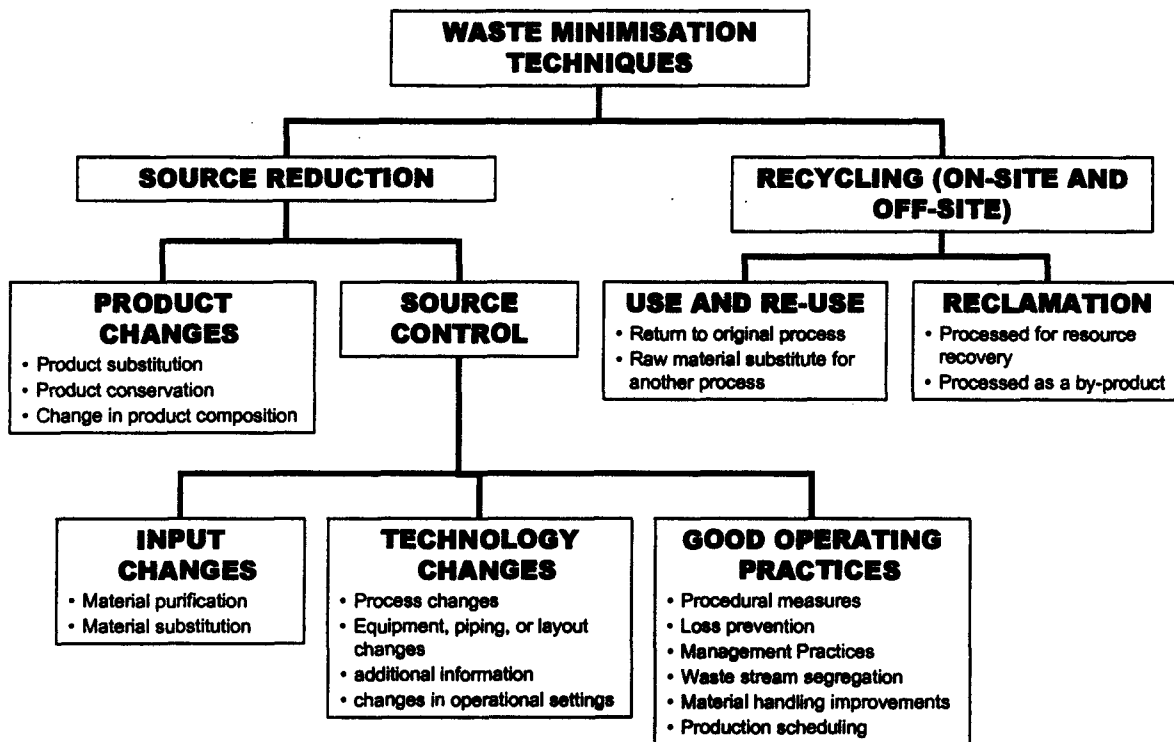 WASTE MINIMISATION
TECHNIQUES
SOURCE REDUCTION
RECYCLING (ON-SITE AND
OFF-SITE)
PRODUCT
CHANGES
• Product substitution
• Product conservation
• Change in product composition
SOURCE
CONTROL
USE AND RE-USE
• Return to original process
• Raw material substitute for
another process
RECLAMATION
• Processed for resource
recovery
• Processed as a by-product
INPUT
CHANGES
• Material purification
• Material substitution
TECHNOLOGY
CHANGES
• Process changes
• Equipment, piping, or layout
changes
• additional information
• changes in operational settings
GOOD OPERATING
PRACTICES
• Procedural measures
• Loss prevention
• Management Practices
• Waste stream segregation
• Material handling improvements
• Production scheduling